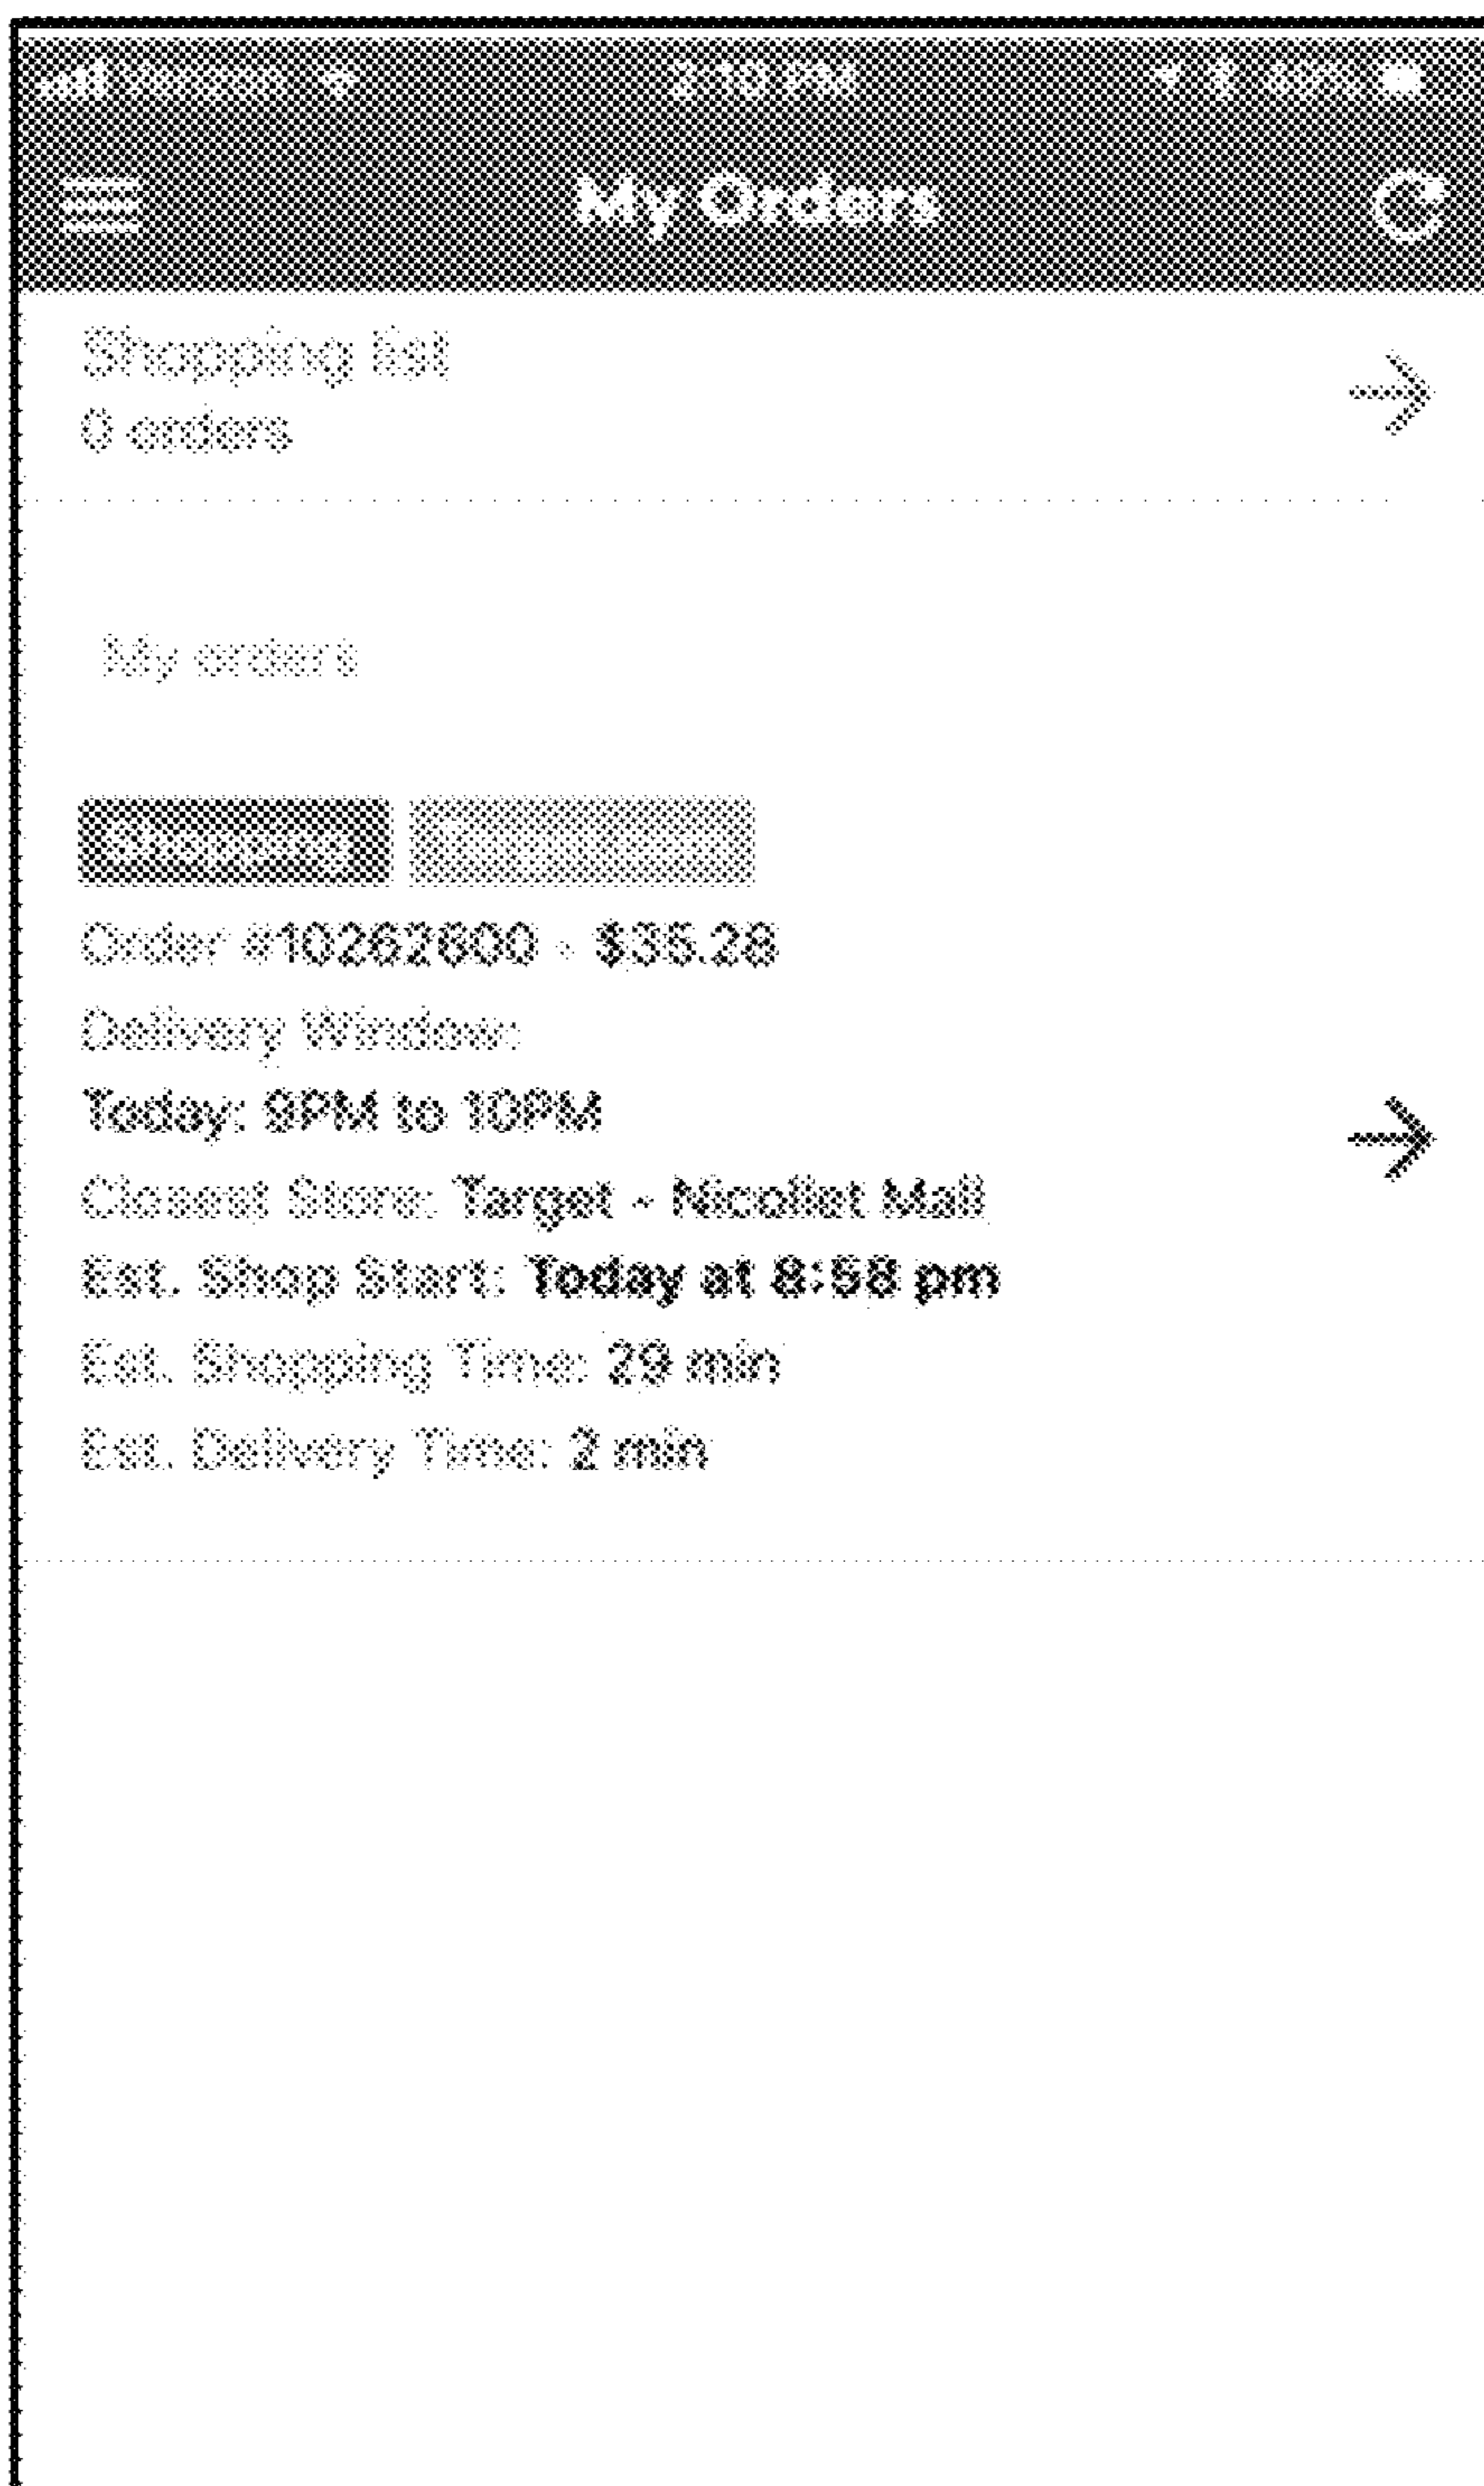 My Orders
Shopping list
0 orders
My orders
Order #10262600 - $35.28
Delivery Window:
Today: 9PM to 10PM
Closest Store: Target - Nicollet Mall
Est. Shop Start: Today at 8:58 pm
Est. Shopping Time: 29 min
Est. Delivery Time: 2 min